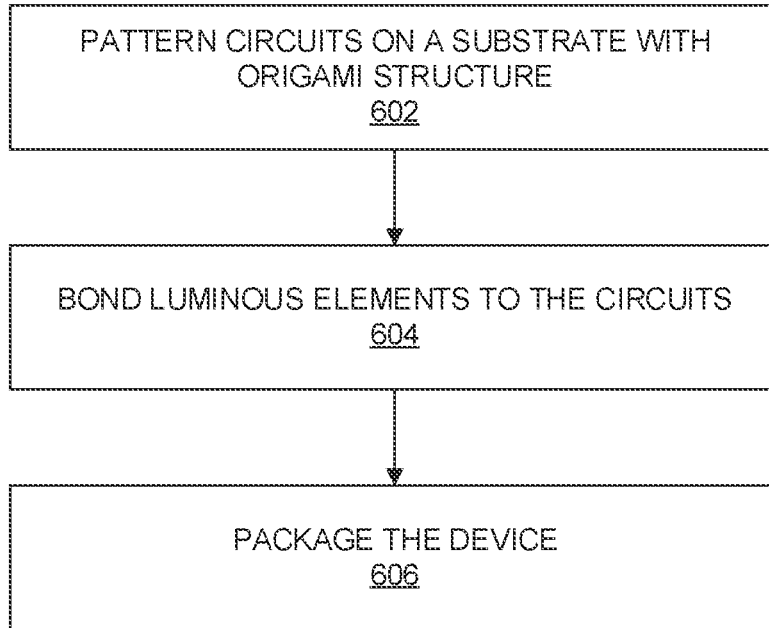 PATTERN CIRCUITS ON A SUBSTRATE WITH
ORIGAMI STRUCTURE
602
BOND LUMINOUS ELEMENTS TO THE CIRCUITS
604
PACKAGE THE DEVICE
606